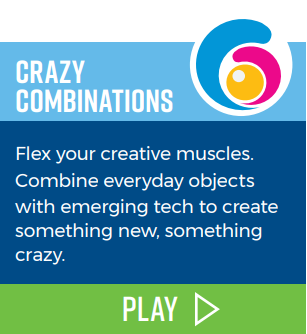 CRAZY
COMBINATIONS
Flex your creative muscles.
Combine everyday objects
with emerging tech to create
something new, something
crazy.
PLAY